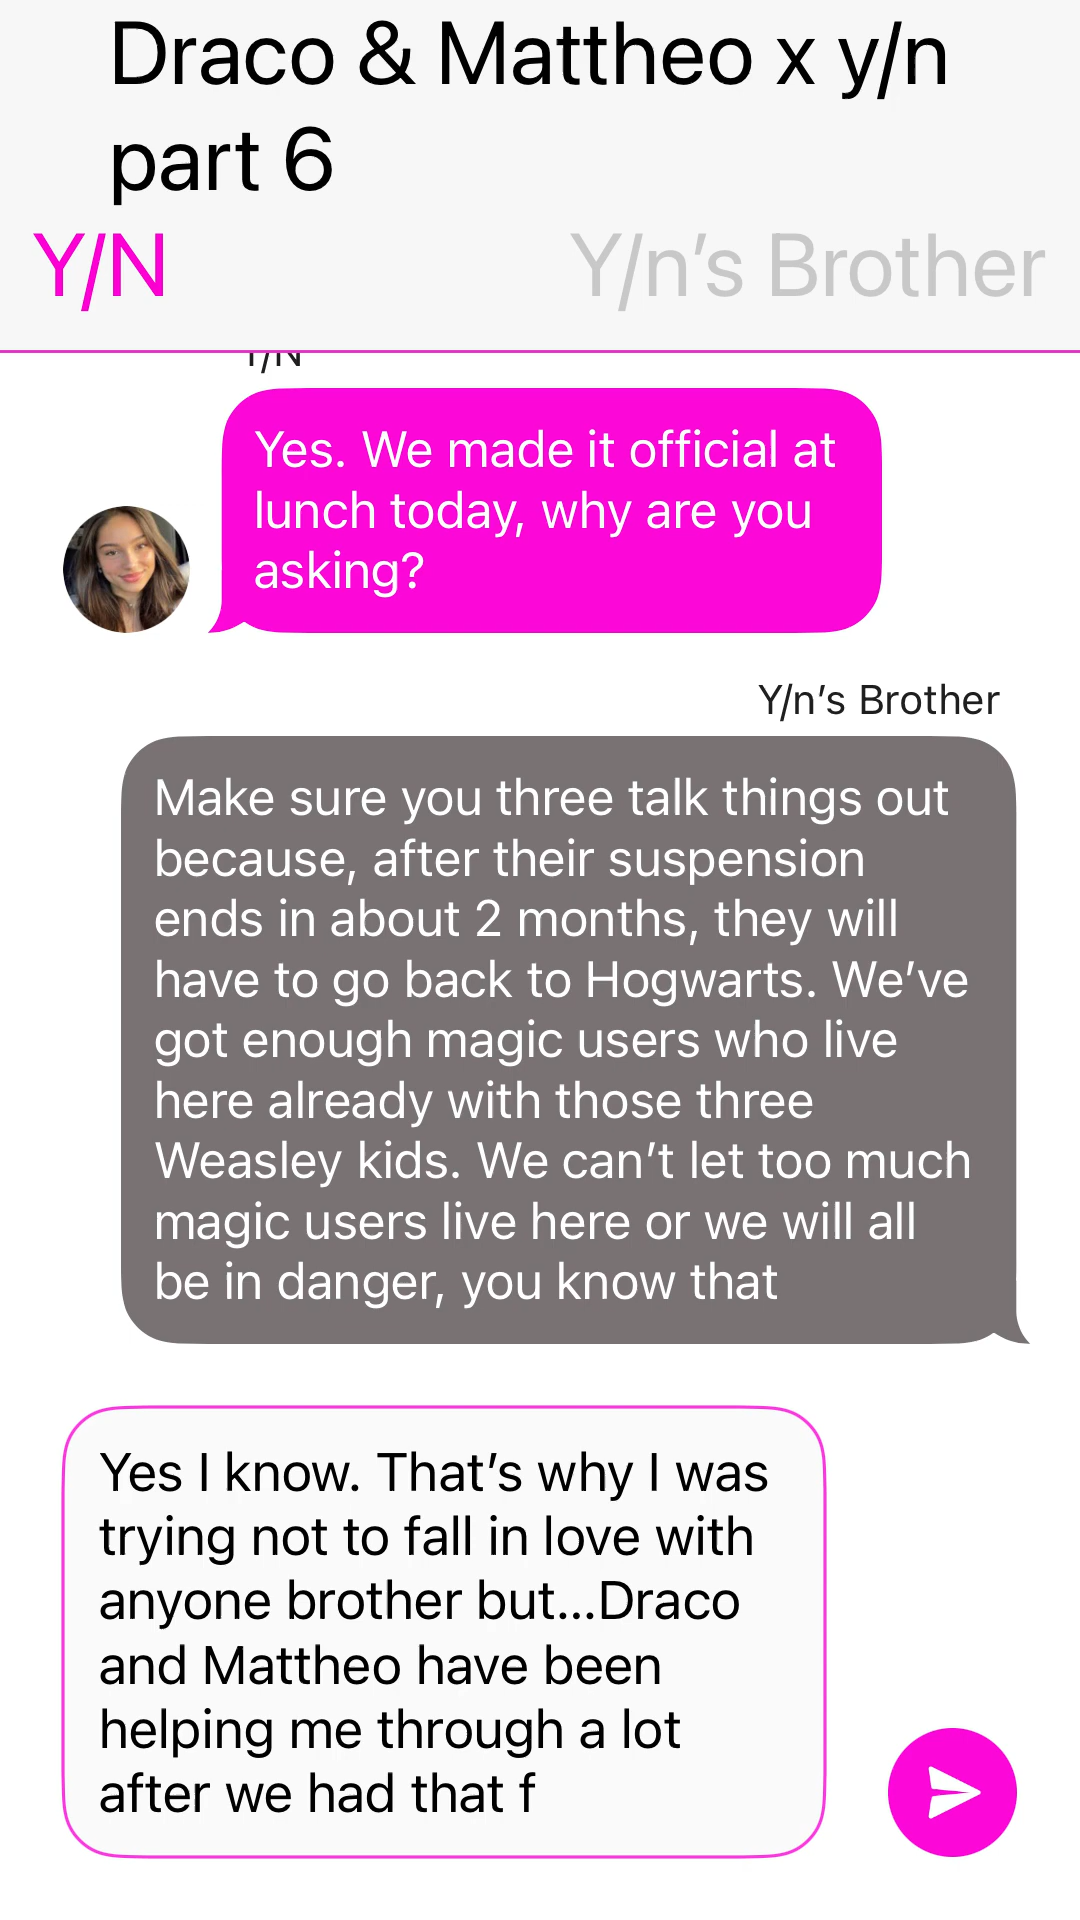 Draco & Mattheo x y/n
part 6
Y/N
Y/n’s Brother
Y/N
Yes. We made it official at
lunch today, why are you
asking?
Y/n’s Brother
Make sure you three talk things out
because, after their suspension
ends in about 2 months, they will
have to go back to Hogwarts. We’ve
got enough magic users who live
here already with those three
Weasley kids. We can’t let too much
magic users live here or we will all
be in danger, you know that
Yes I know. That’s why I was
trying not to fall in love with
anyone brother but...Draco
and Mattheo have been
helping me through a lot
after we had that f